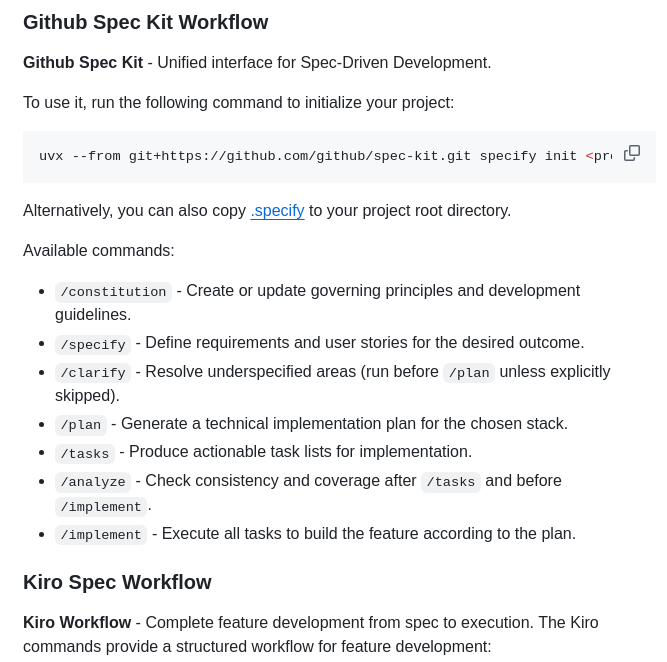 Github Spec Kit Workflow
Github Spec Kit - Unified interface for Spec-Driven Development.
To use it, run the following command to initialize your project:
uvx --from git+https://github.com/github/spec-kit.git specify init <pr
Alternatively, you can also copy .specify to your project root directory.
Available commands:
• /constitution - Create or update governing principles and development
guidelines.
• /specify - Define requirements and user stories for the desired outcome.
• /clarify - Resolve underspecified areas (run before /plan unless explicitly
skipped).
• /plan - Generate a technical implementation plan for the chosen stack.
• /tasks - Produce actionable task lists for implementation.
• /analyze - Check consistency and coverage after /tasks and before
/implement.
• /implement - Execute all tasks to build the feature according to the plan.
Kiro Spec Workflow
Kiro Workflow - Complete feature development from spec to execution. The Kiro
commands provide a structured workflow for feature development: